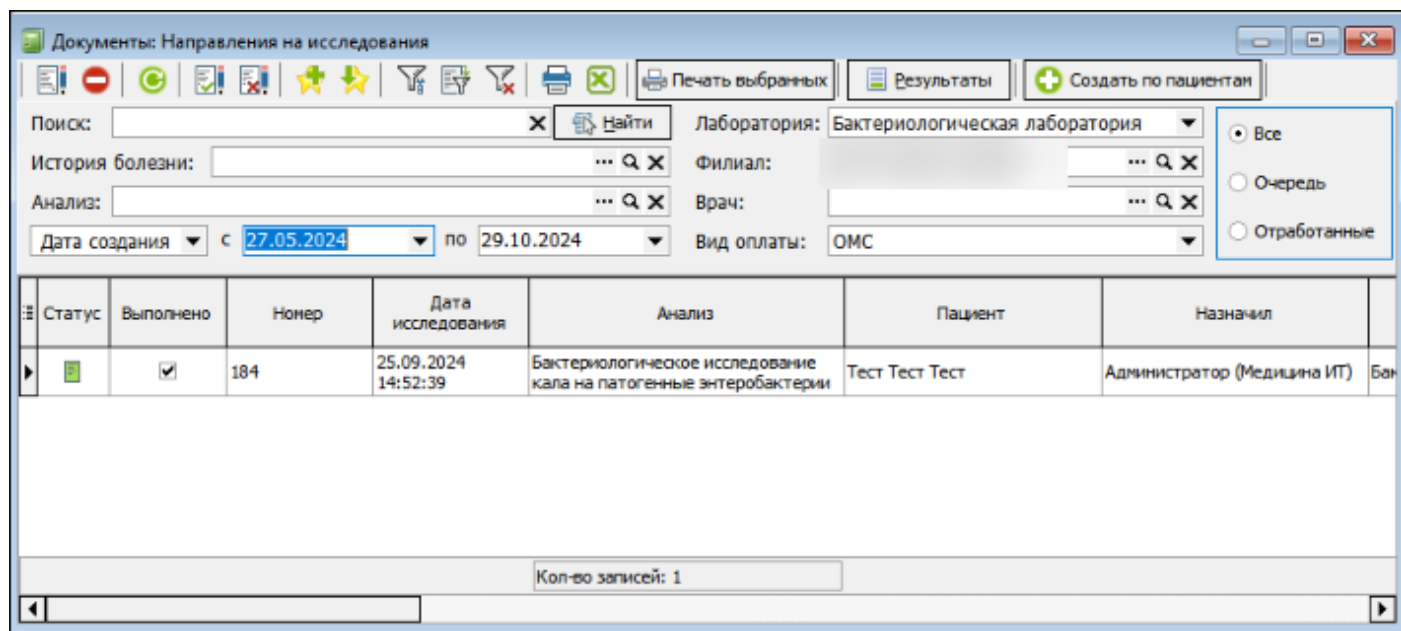 Документы: Направления на исследования
Печать выбранных Результаты Создать по пациентам
Поиск: Найти Лаборатория: Бактериологическая лаборатория
Все
История болезни: Филиал:
Очередь
Анализ: Врач:
Дата создания с 27.05.2024 по 29.10.2024 Вид оплаты: ОМС
Отработанные
Статус Выполнено Номер Дата исследования Анализ Пациент Назначил
184 25.09.2024 Бактериологическое исследование Тест Тест Тест Администратор (Медицина ИТ) Бак
14:52:39 кала на патогенные энтеробактерии
Кол-во записей: 1